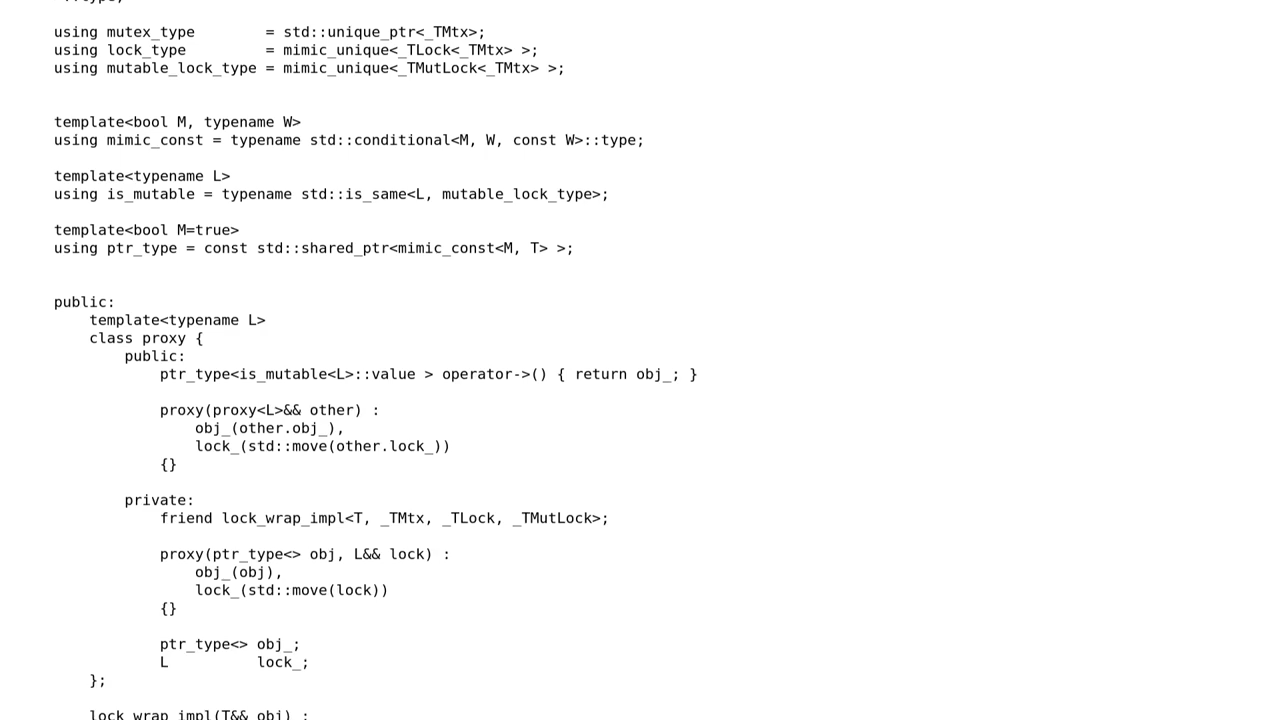 using mutex_type        = std::unique_ptr<_TMtx>;
using lock_type         = mimic_unique<_TLock<_TMtx> >;
using mutable_lock_type = mimic_unique<_TMutLock<_TMtx> >;
template<bool M, typename W>
using mimic_const = typename std::conditional<M, W, const W>::type;
template<typename L>
using is_mutable = typename std::is_same<L, mutable_lock_type>;
template<bool M=true>
using ptr_type = const std::shared_ptr<mimic_const<M, T> >;
public:
    template<typename L>
    class proxy {
        public:
            ptr_type<is_mutable<L>::value > operator->() { return obj_; }
            proxy(proxy<L>&& other) :
                obj_(other.obj_),
                lock_(std::move(other.lock_))
            {}
        private:
            friend lock_wrap_impl<T, _TMtx, _TLock, _TMutLock>;
            proxy(ptr_type<> obj, L&& lock) :
                obj_(obj),
                lock_(std::move(lock))
            {}
            ptr_type<> obj_;
            L          lock_;
    };
    lock_wrap_impl(T&& obj) :